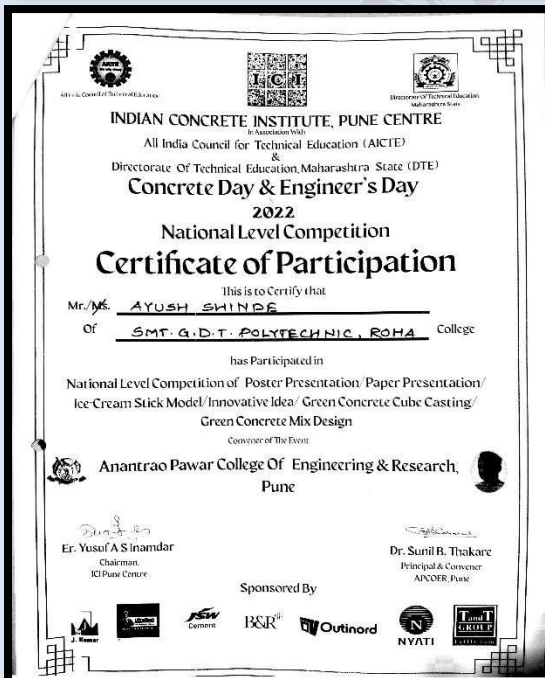 AICTE
All India Council of Technical Education
ICI
Directorate Of Technical Education,
Maharashtra State
INDIAN CONCRETE INSTITUTE, PUNE CENTRE
In Association With
All India Council for Technical Education (AICTE)
&
Directorate Of Technical Education, Maharashtra State (DTE)
Concrete Day & Engineer's Day
2022
National Level Competition
Certificate of Participation
This is to Certify that
Mr./Ms. AYUSH SHINDE
Of SMT. G.D.T. POLYTECHNIC, ROHA College
has Participated in
National Level Competition of Poster Presentation/Paper Presentation/
Ice-Cream Stick Model/Innovative Idea/ Green Concrete Cube Casting/
Green Concrete Mix Design
Convener of The Event
Anantrao Pawar College Of Engineering & Research,
Pune
Er. Yusuf A S Inamdar
Chairman,
ICI Pune Centre
Dr. Sunil B. Thakare
Principal & Convener
APCOER, Pune
Sponsored By
J. Kumar
JSW
Cement
B&R
Outinord
N
NYATI
T and T
GROUP